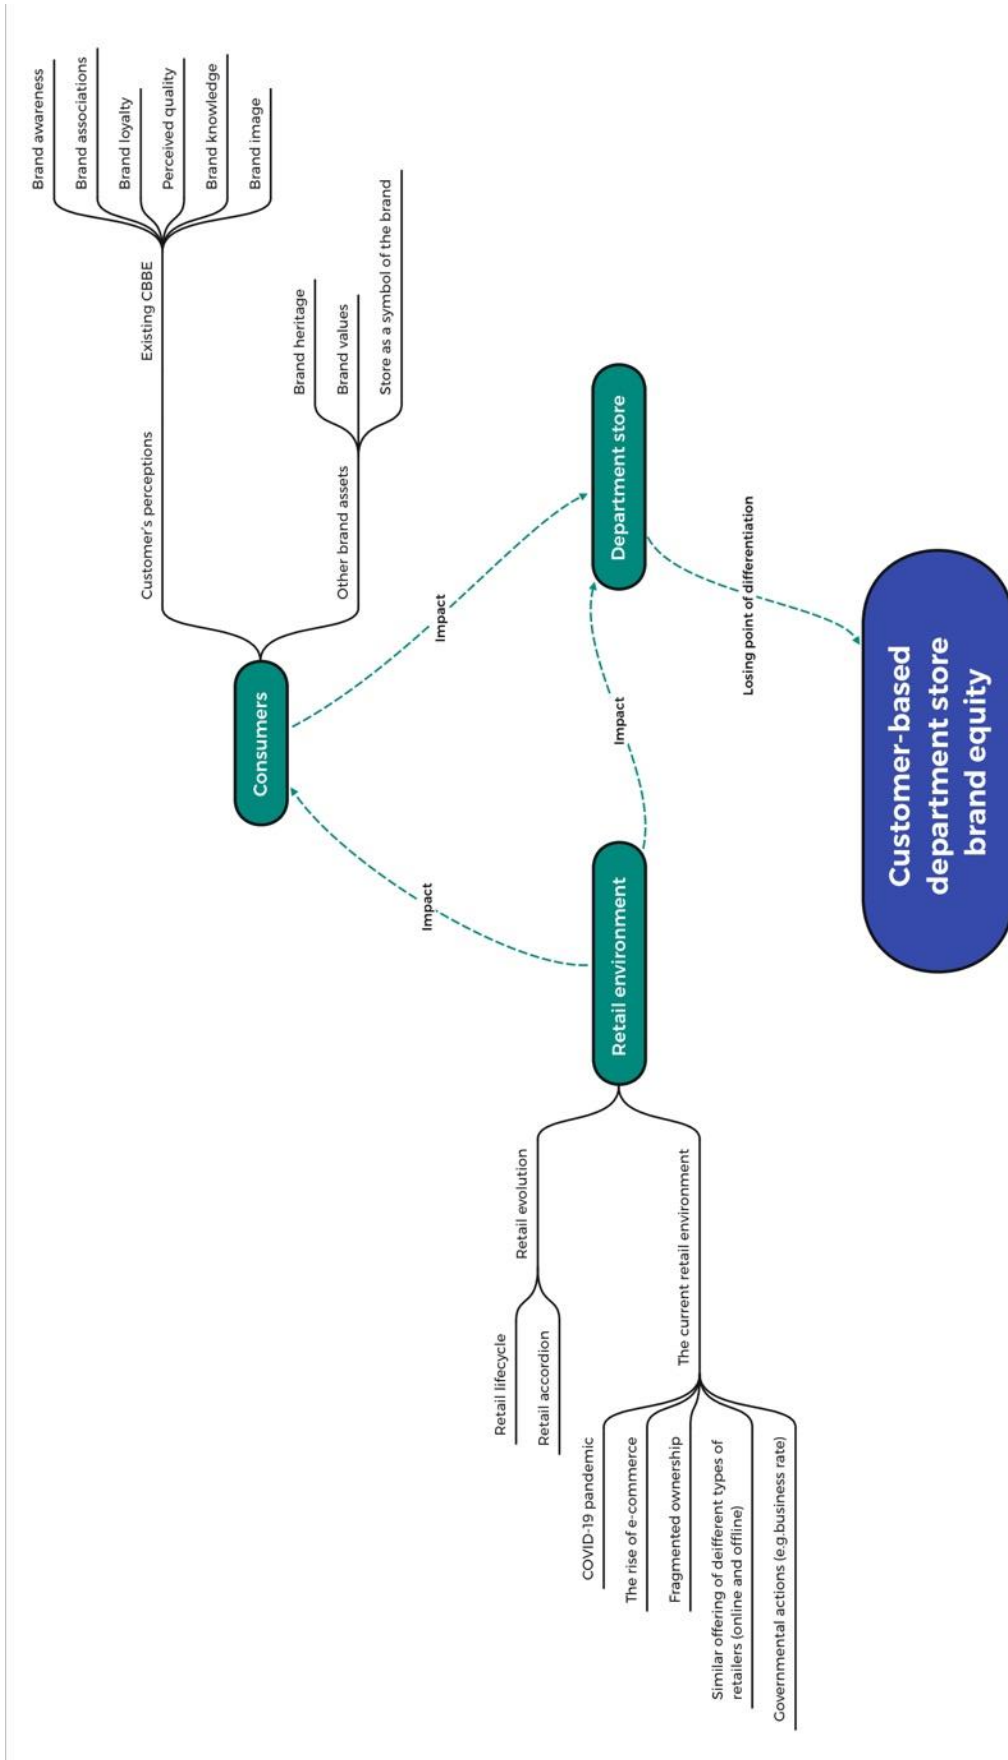 Brand awareness
Brand associations
Brand loyalty
Perceived quality
Brand knowledge
Brand image
Existing CBBE
Customer's perceptions
Brand heritage
Brand values
Store as a symbol of the brand
Other brand assets
Consumers
Impact
Department store
Impact
Impact
Losing point of differentiation
Retail environment
Customer-based
department store
brand equity
Retail evolution
Retail lifecycle
Retail accordion
The current retail environment
COVID-19 pandemic
The rise of e-commerce
Fragmented ownership
Similar offering of deifferent types of
retailers (online and offline)
Governmental actions (e.g.business rate)